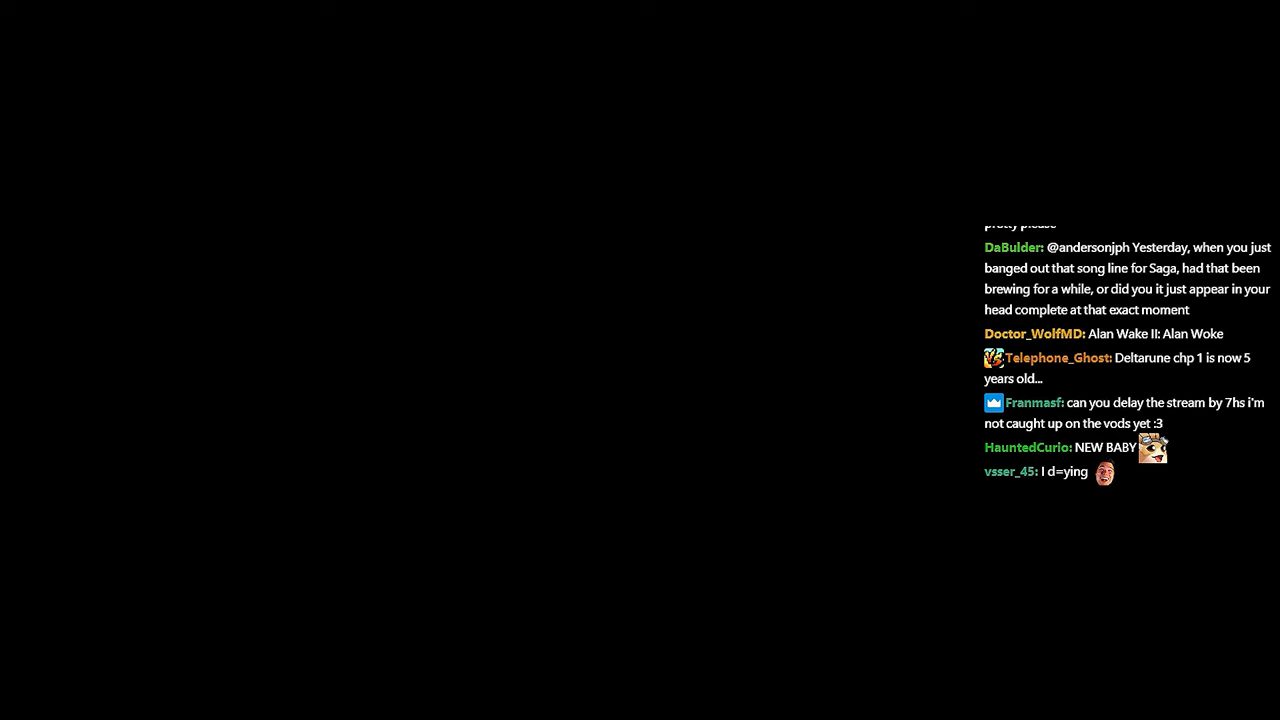 pretty please
DaBulder: @andersonjph Yesterday, when you just
banged out that song line for Saga, had that been
brewing for a while, or did you it just appear in your
head complete at that exact moment
Doctor_WolfMD: Alan Wake II: Alan Woke
Telephone_Ghost: Deltarune chp 1 is now 5
years old...
Franmasf: can you delay the stream by 7hs i'm
not caught up on the vods yet :3
HauntedCurio: NEW BABY
vsser_45: I d=ying